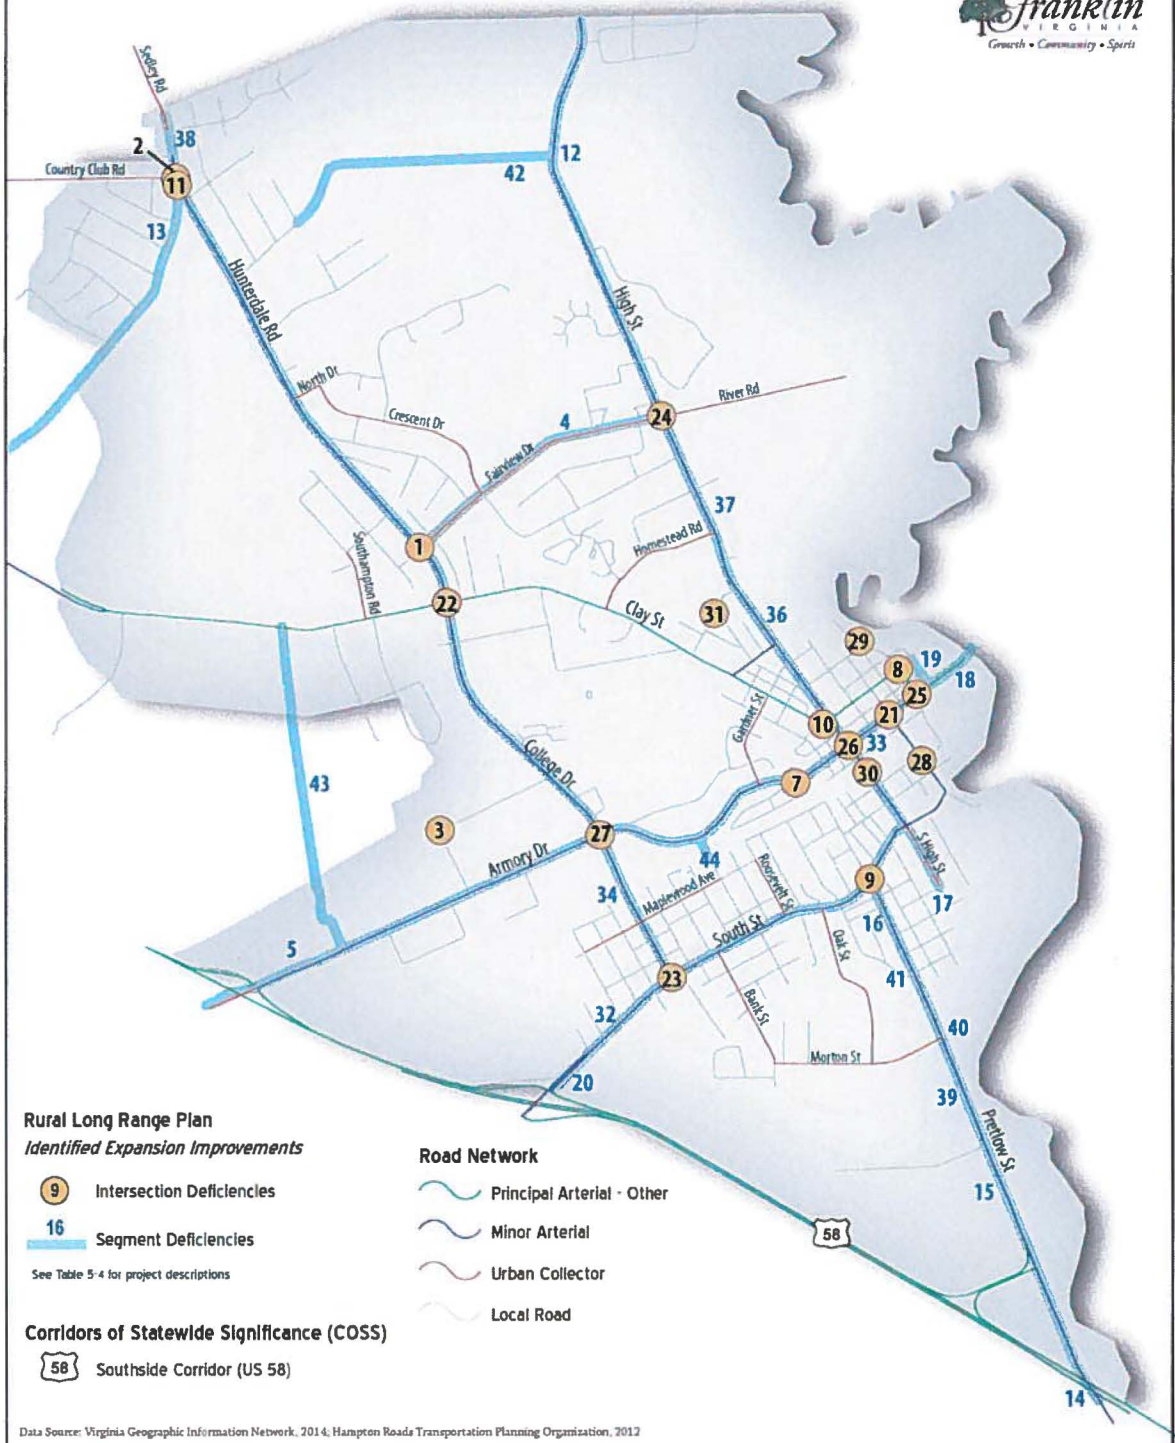 franklin
VIRGINIA
Growth • Community • Spirit
Sedley Rd
38
2
Country Club Rd
11
12
42
13
Hunterdale Rd
High St
North Dr
River Rd
Crescent Dr
4
24
Fairview Dr
37
Homestead Rd
1
Southampton Rd
22
Clay St
31
36
29
8
19
18
25
Gardner St
10
21
26
33
28
30
College Dr
7
43
3
27
Armory Dr
44
S High St
Roosevelt St
9
34
Maplewood Ave
17
16
South St
5
Oak St
23
41
Bank St
32
40
Morton St
20
39
Pretlow St
15
58
14
Rural Long Range Plan
Identified Expansion Improvements
9 Intersection Deficiencies
16
Segment Deficiencies
See Table 5-4 for project descriptions
Corridors of Statewide Significance (COSS)
58 Southside Corridor (US 58)
Road Network
Principal Arterial - Other
Minor Arterial
Urban Collector
Local Road
Data Source: Virginia Geographic Information Network, 2014; Hampton Roads Transportation Planning Organization, 2012